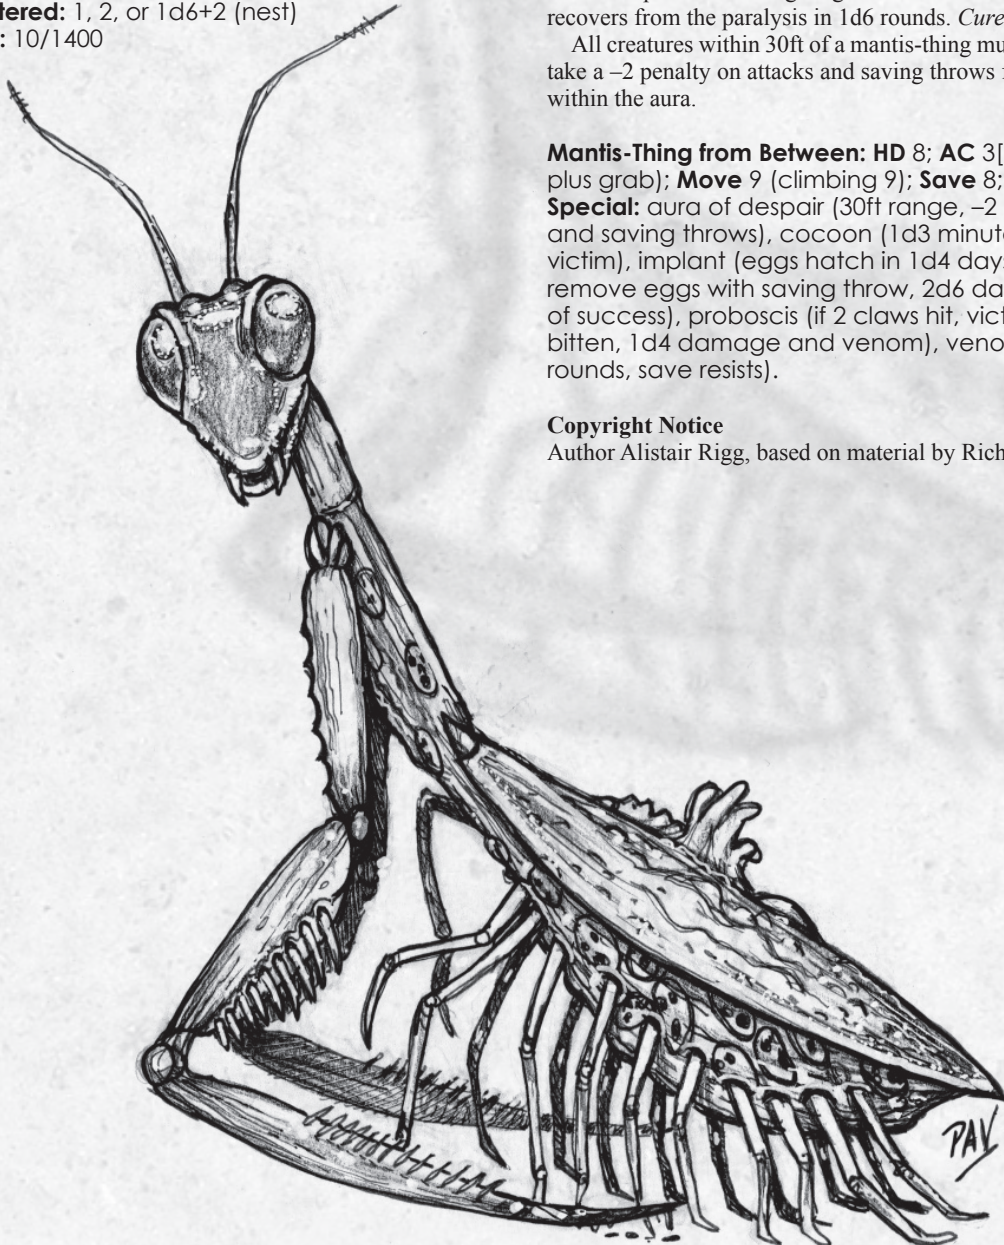 tered: 1, 2, or 1d6+2 (nest)
: 10/1400
recovers from the paralysis in 1d6 rounds. Cure
All creatures within 30ft of a mantis-thing mu
take a –2 penalty on attacks and saving throws
within the aura.
Mantis-Thing from Between: HD 8; AC 3[
plus grab); Move 9 (climbing 9); Save 8;
Special: aura of despair (30ft range, –2
and saving throws), cocoon (1d3 minut
victim), implant (eggs hatch in 1d4 day
remove eggs with saving throw, 2d6 da
of success), proboscis (if 2 claws hit, vict
bitten, 1d4 damage and venom), veno
rounds, save resists).
Copyright Notice
Author Alistair Rigg, based on material by Rich
PAV